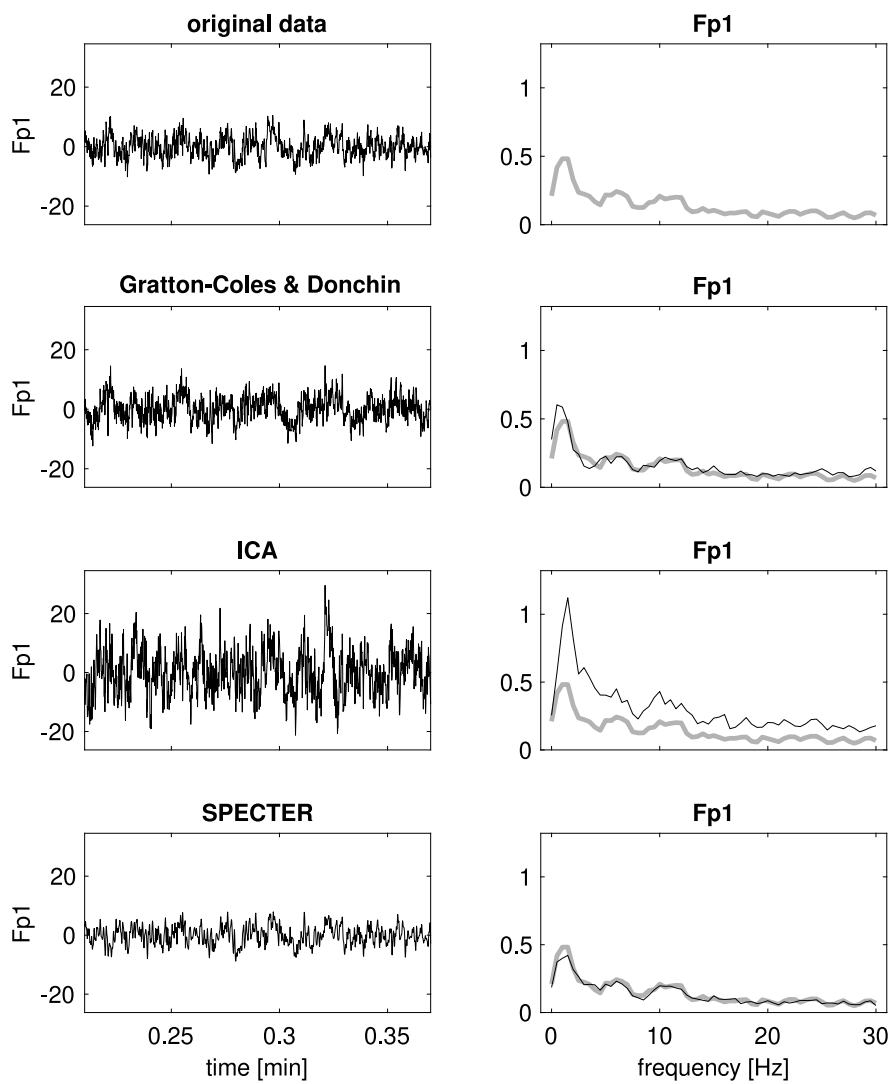 original data
Fp1
20
0
-20
Fp1
1
0.5
0
Gratton-Coles & Donchin
Fp1
20
0
-20
Fp1
1
0.5
0
ICA
Fp1
20
0
-20
Fp1
1
0.5
0
SPECTER
Fp1
20
0
-20
0.25
0.3
0.35
time [min]
Fp1
1
0.5
0
0
10
20
30
frequency [Hz]